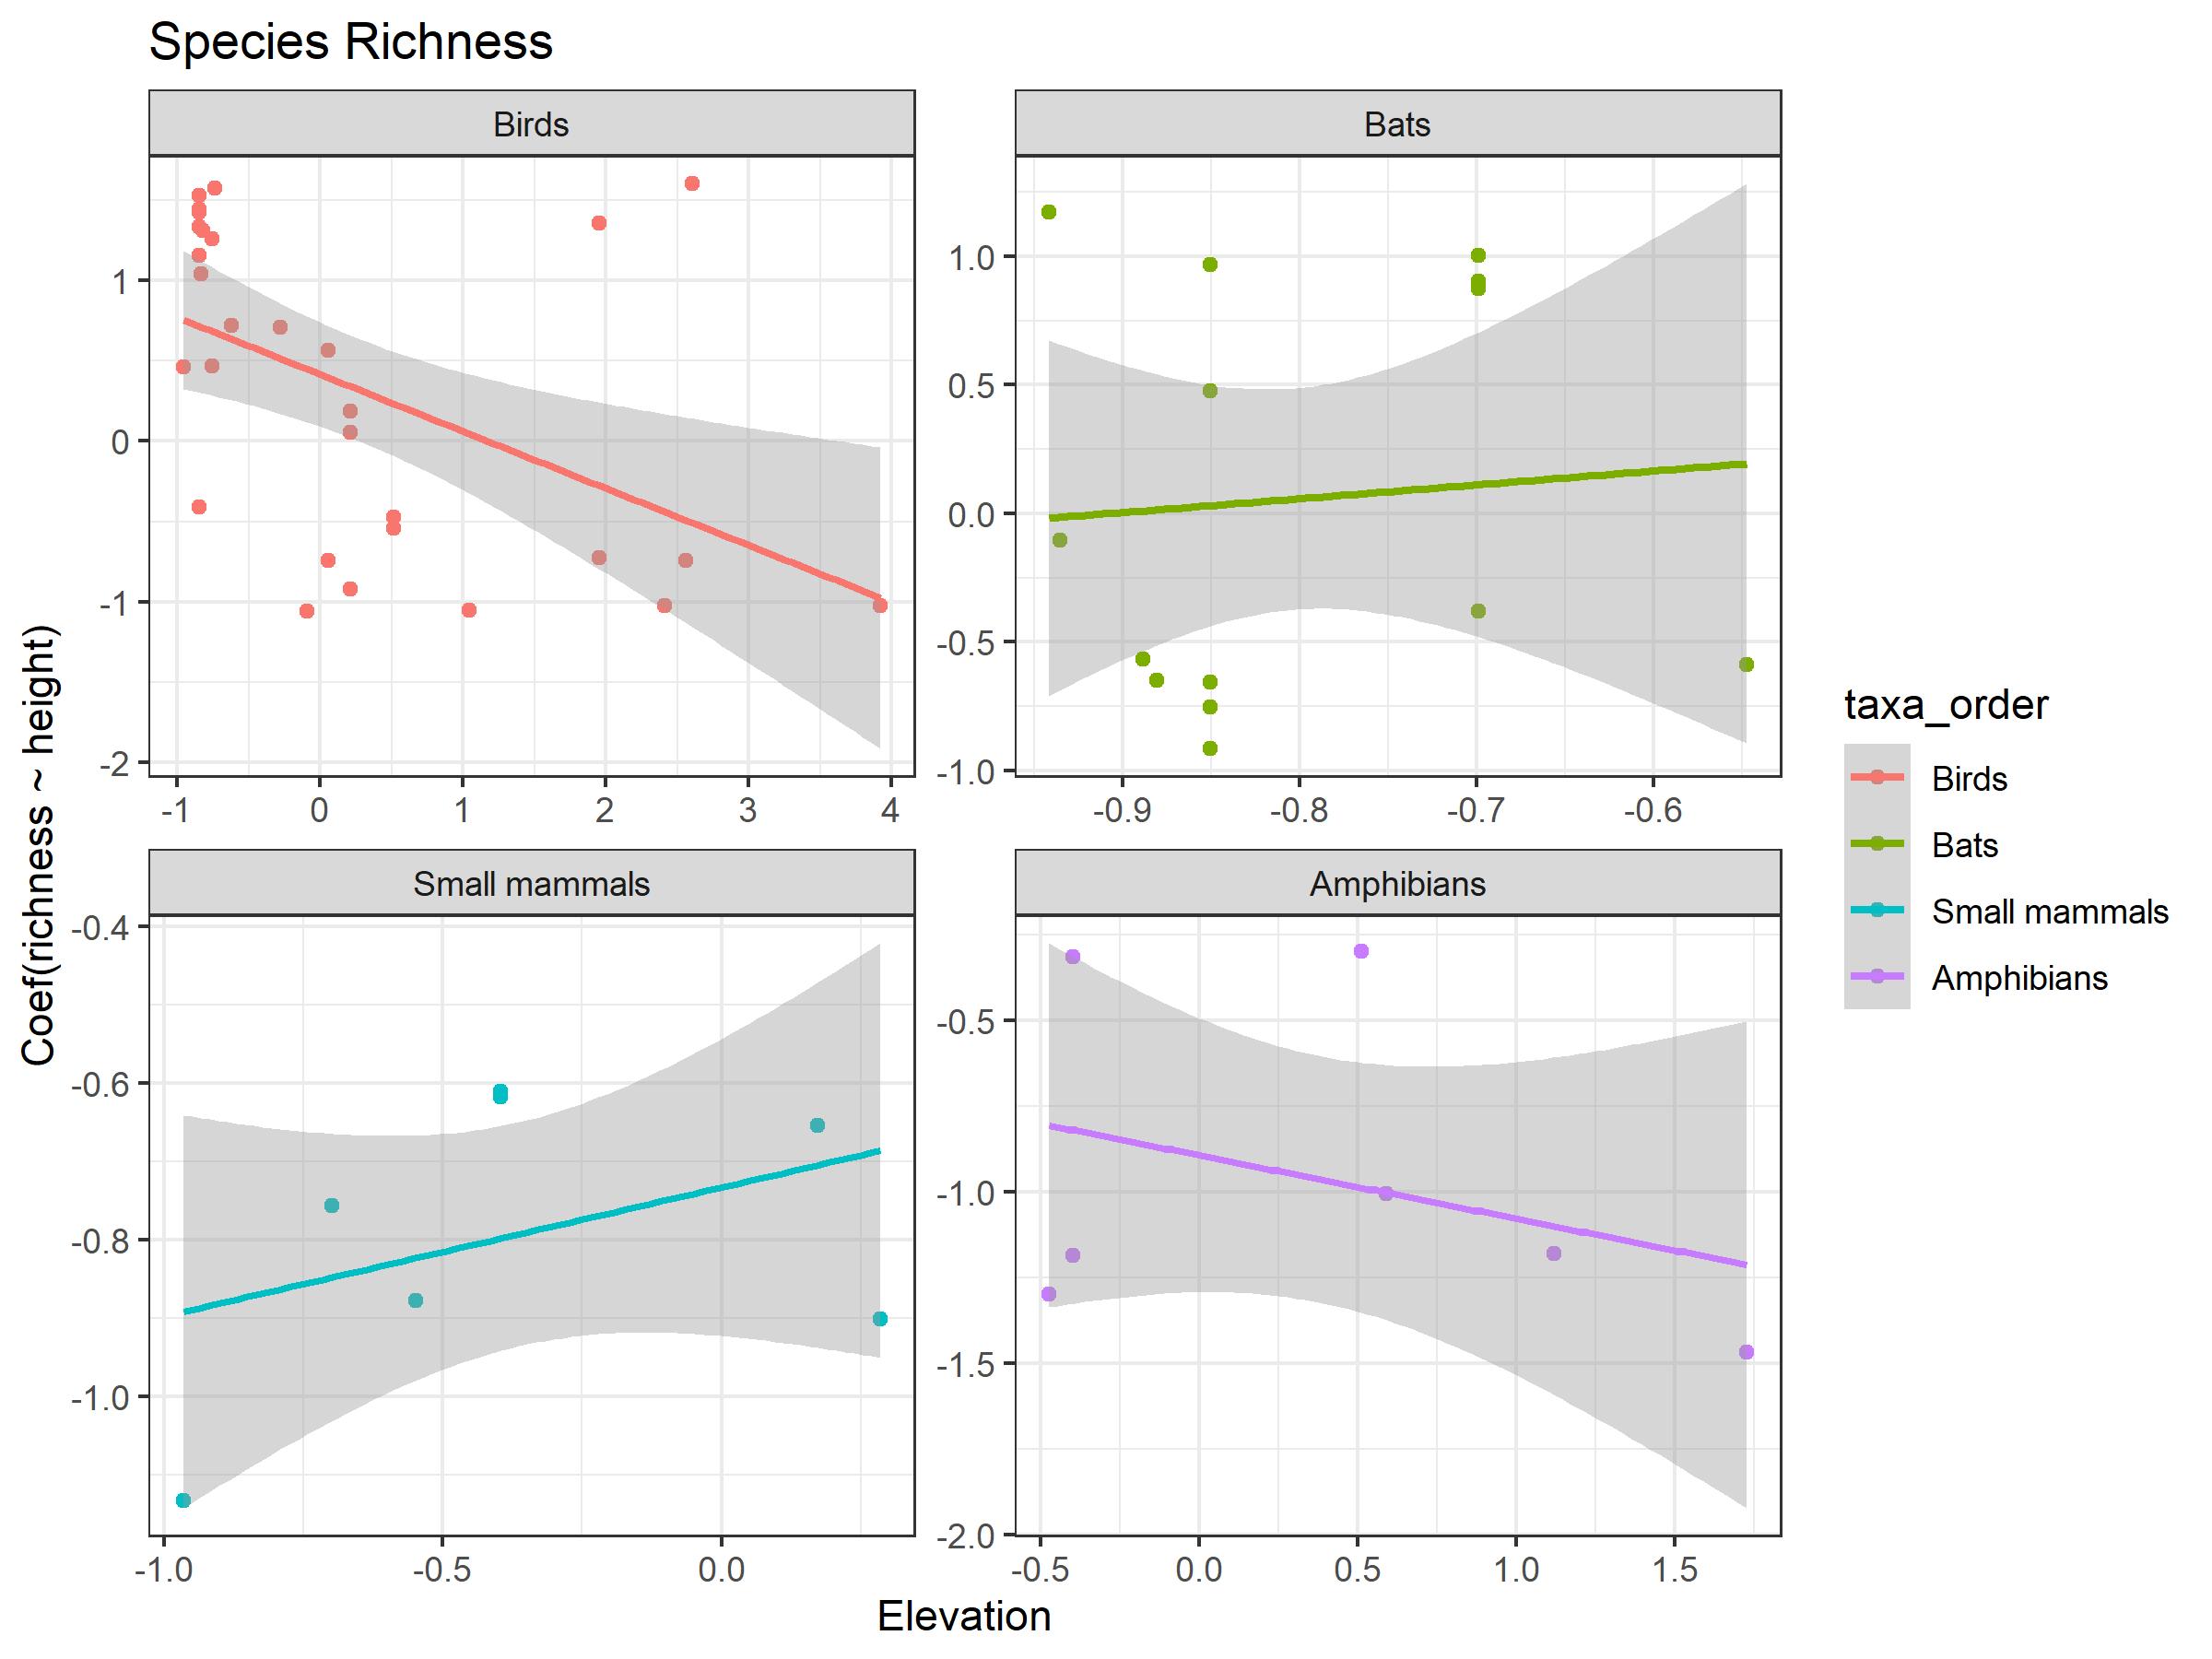 Species Richness
Birds
Bats
1
0
-1
-2
1.0
0.5
0.0
-0.5
-1.0
-1 0 1 2 3 4
-0.9 -0.8 -0.7 -0.6
Small mammals
Amphibians
-0.4
-0.6
-0.8
-1.0
-0.5
-1.0
-1.5
-2.0
-1.0 -0.5 0.0
-0.5 0.0 0.5 1.0 1.5
Elevation
Coef(richness ~ height)
taxa_order
Birds
Bats
Small mammals
Amphibians